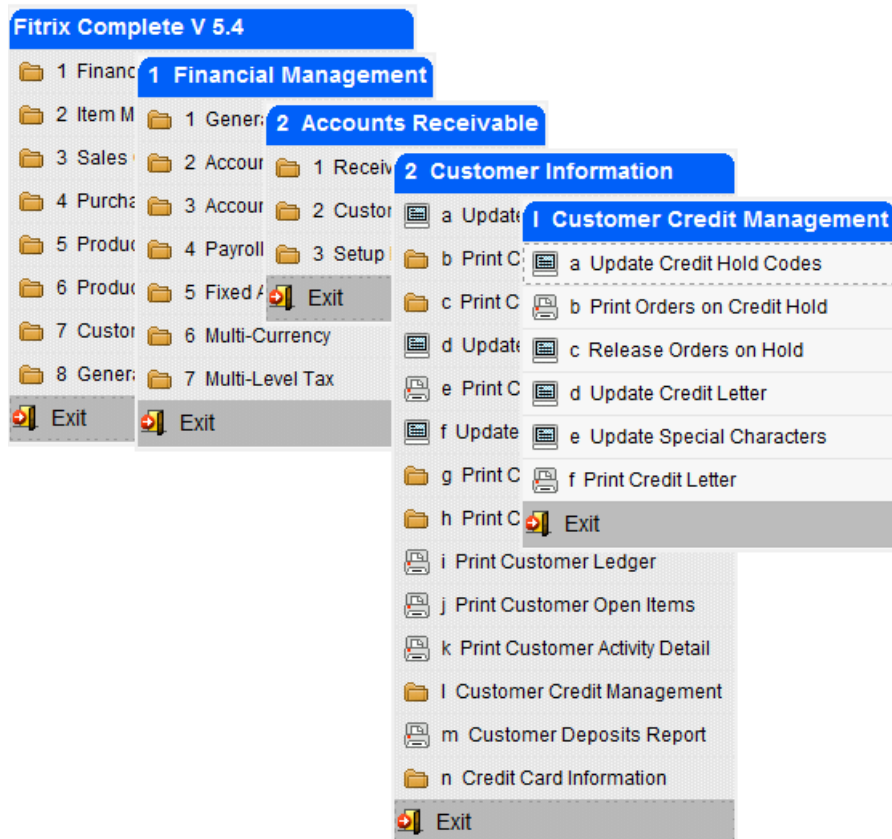 Fitrix Complete V 5.4
1 Financ
2 Item M
3 Sales
4 Purcha
5 Produc
6 Produc
7 Custor
8 Genera
Exit
1 Financial Management
1 Genera
2 Accour
3 Accour
4 Payroll
5 Fixed A
6 Multi-Currency
7 Multi-Level Tax
Exit
2 Accounts Receivable
1 Receiv
2 Custor
3 Setup
Exit
2 Customer Information
a Update
b Print C
c Print C
d Update
e Print C
f Update
g Print C
h Print C
i Print Customer Ledger
j Print Customer Open Items
k Print Customer Activity Detail
l Customer Credit Management
m Customer Deposits Report
n Credit Card Information
Exit
l Customer Credit Management
a Update Credit Hold Codes
b Print Orders on Credit Hold
c Release Orders on Hold
d Update Credit Letter
e Update Special Characters
f Print Credit Letter
Exit